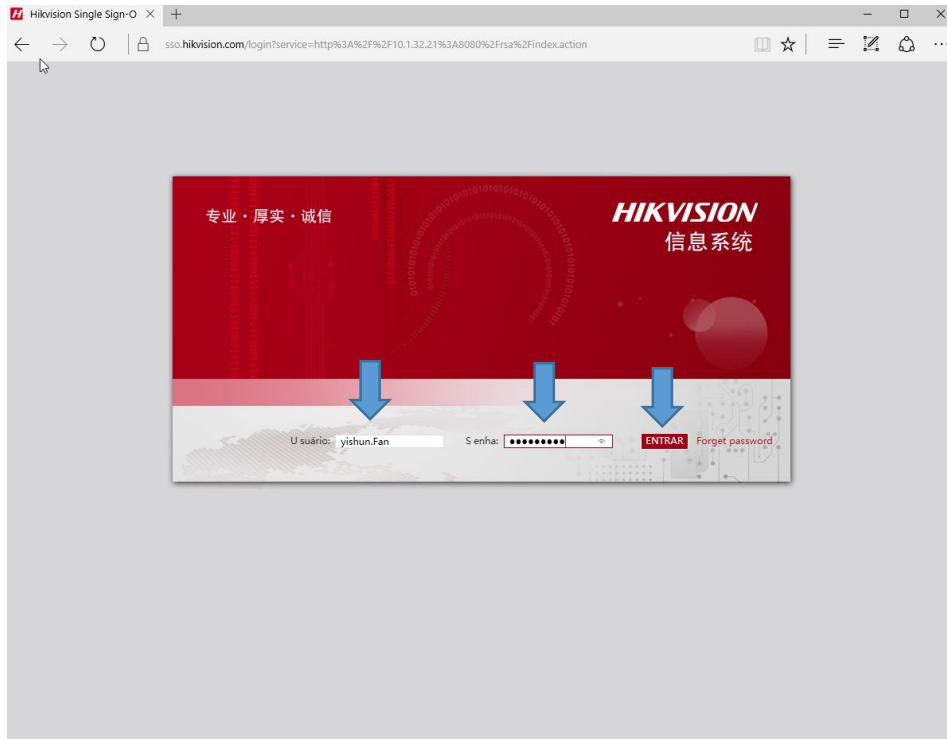 Hikvision Single Sign-O
sso.hikvision.com/login?service=http%3A%2F%2F10.1.32.21%3A8080%2Frsa%2Findex.action
专业·厚实·诚信
HIKVISION
信息系统
U suário: yishun.Fan S enha: ●●●●●●●●● ENTRAR Forget password